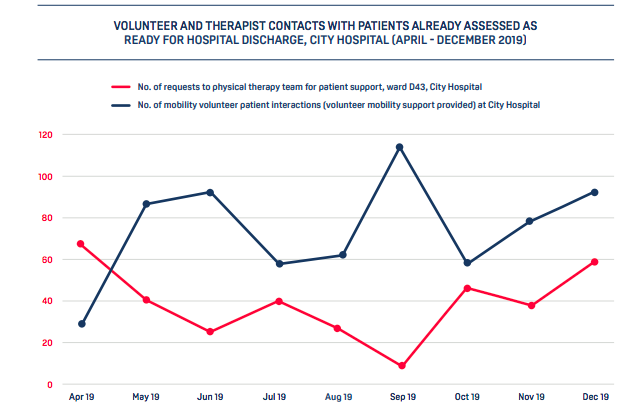 VOLUNTEER AND THERAPIST CONTACTS WITH PATIENTS ALREADY ASSESSED AS
READY FOR HOSPITAL DISCHARGE, CITY HOSPITAL (APRIL - DECEMBER 2019)
No. of requests to physical therapy team for patient support, ward D43, City Hospital
No. of mobility volunteer patient interactions (volunteer mobility support provided) at City Hospital
120
100
80
60
40
20
0
Apr 19 May 19 Jun 19 Jul 19 Aug 19 Sep 19 Oct 19 Nov 19 Dec 19